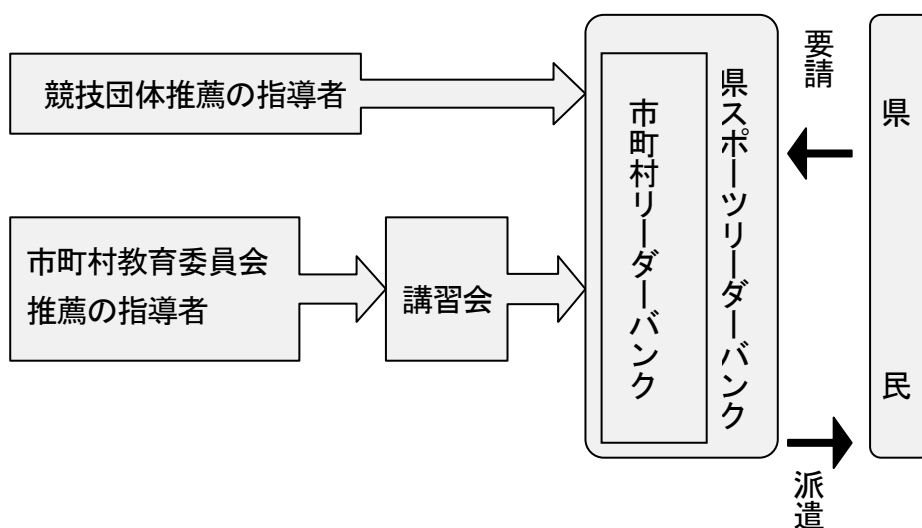 競技団体推薦の指導者
市町村教育委員会
推薦の指導者
講習会
市町村リーダーバンク
県スポーツリーダーバンク
要請
派遣
県民